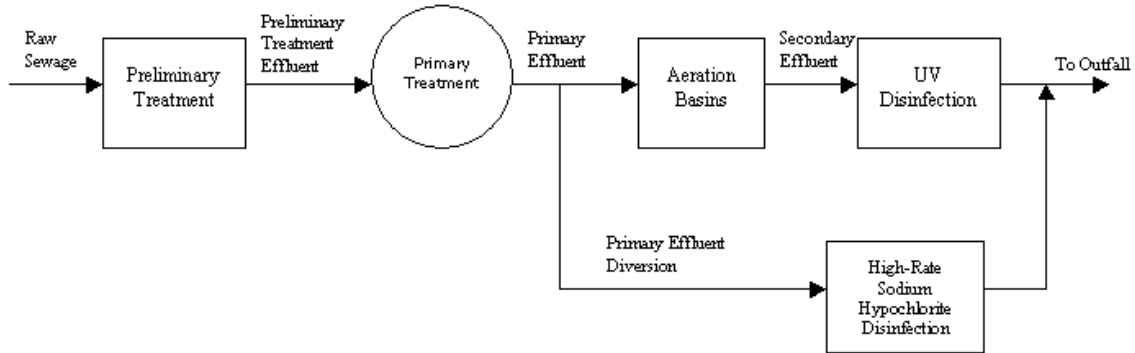 Raw
Sewage
Preliminary
Treatment
Preliminary
Treatment
Effluent
Primary
Treatment
Primary
Effluent
Aeration
Basins
Secondary
Effluent
UV
Disinfection
To Outfall
Primary Effluent
Diversion
High-Rate
Sodium
Hypochlorite
Disinfection